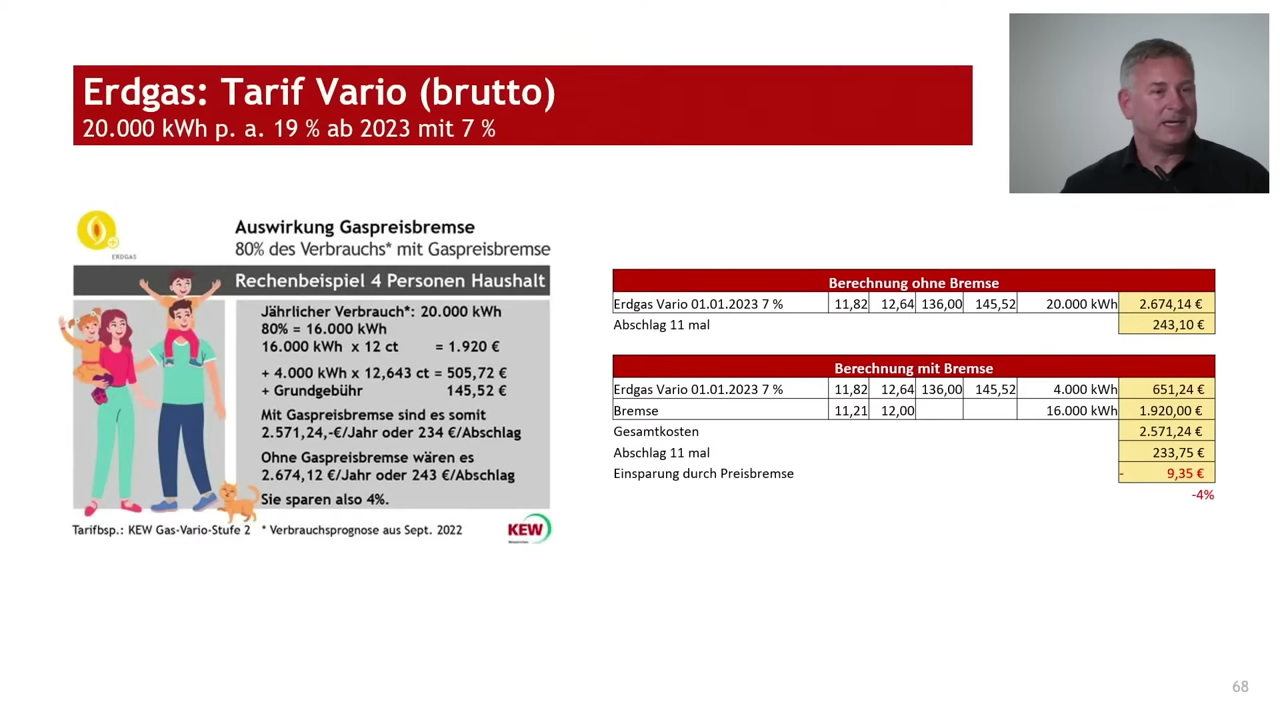 Erdgas: Tarif Vario (brutto)
20.000 kWh p. a. 19 % ab 2023 mit 7 %
ERDGAS
Auswirkung Gaspreisbremse
80% des Verbrauchs* mit Gaspreisbremse
Rechenbeispiel 4 Personen Haushalt
Jährlicher Verbrauch*: 20.000 kWh
80% = 16.000 kWh
16.000 kWh x 12 ct = 1.920 €
+ 4.000 kWh x 12,643 ct = 505,72 €
+ Grundgebühr 145,52 €
Mit Gaspreisbremse sind es somit
2.571,24,-€/Jahr oder 234 €/Abschlag
Ohne Gaspreisbremse wären es
2.674,12 €/Jahr oder 243 €/Abschlag
Sie sparen also 4%.
Tarifbsp.: KEW Gas-Vario-Stufe 2 * Verbrauchsprognose aus Sept. 2022
KEW
Berechnung ohne Bremse
Erdgas Vario 01.01.2023 7 % 11,82 12,64 136,00 145,52 20.000 kWh 2.674,14 €
Abschlag 11 mal 243,10 €
Berechnung mit Bremse
Erdgas Vario 01.01.2023 7 % 11,82 12,64 136,00 145,52 4.000 kWh 651,24 €
Bremse 11,21 12,00 16.000 kWh 1.920,00 €
Gesamtkosten 2.571,24 €
Abschlag 11 mal 233,75 €
Einsparung durch Preisbremse - 9,35 €
-4%
68